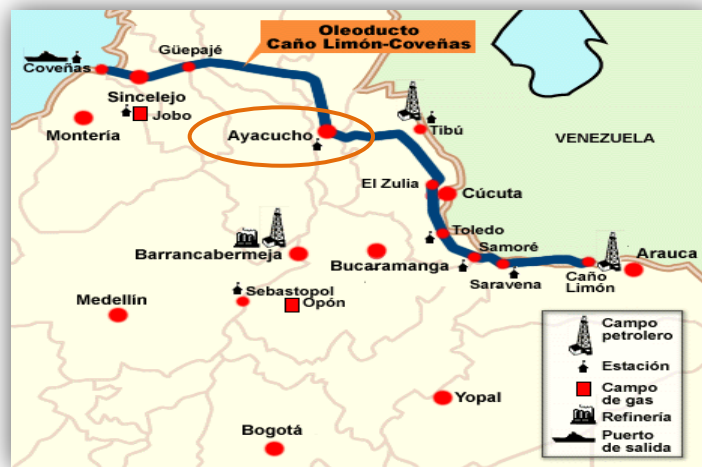 Oleoducto
Caño Limón-Coveñas
Güepajé
Coveñas
Sincelejo
Jobo
Montería
Ayacucho
Tibú
VENEZUELA
El Zulia
Cúcuta
Toledo
Samoré
Barrancabermeja
Bucaramanga
Saravena
Caño
Limón
Arauca
Sebastopol
Opón
Medellín
Yopal
Bogotá
Campo
petrolero
Estación
Campo
de gas
Refinería
Puerto
de salida